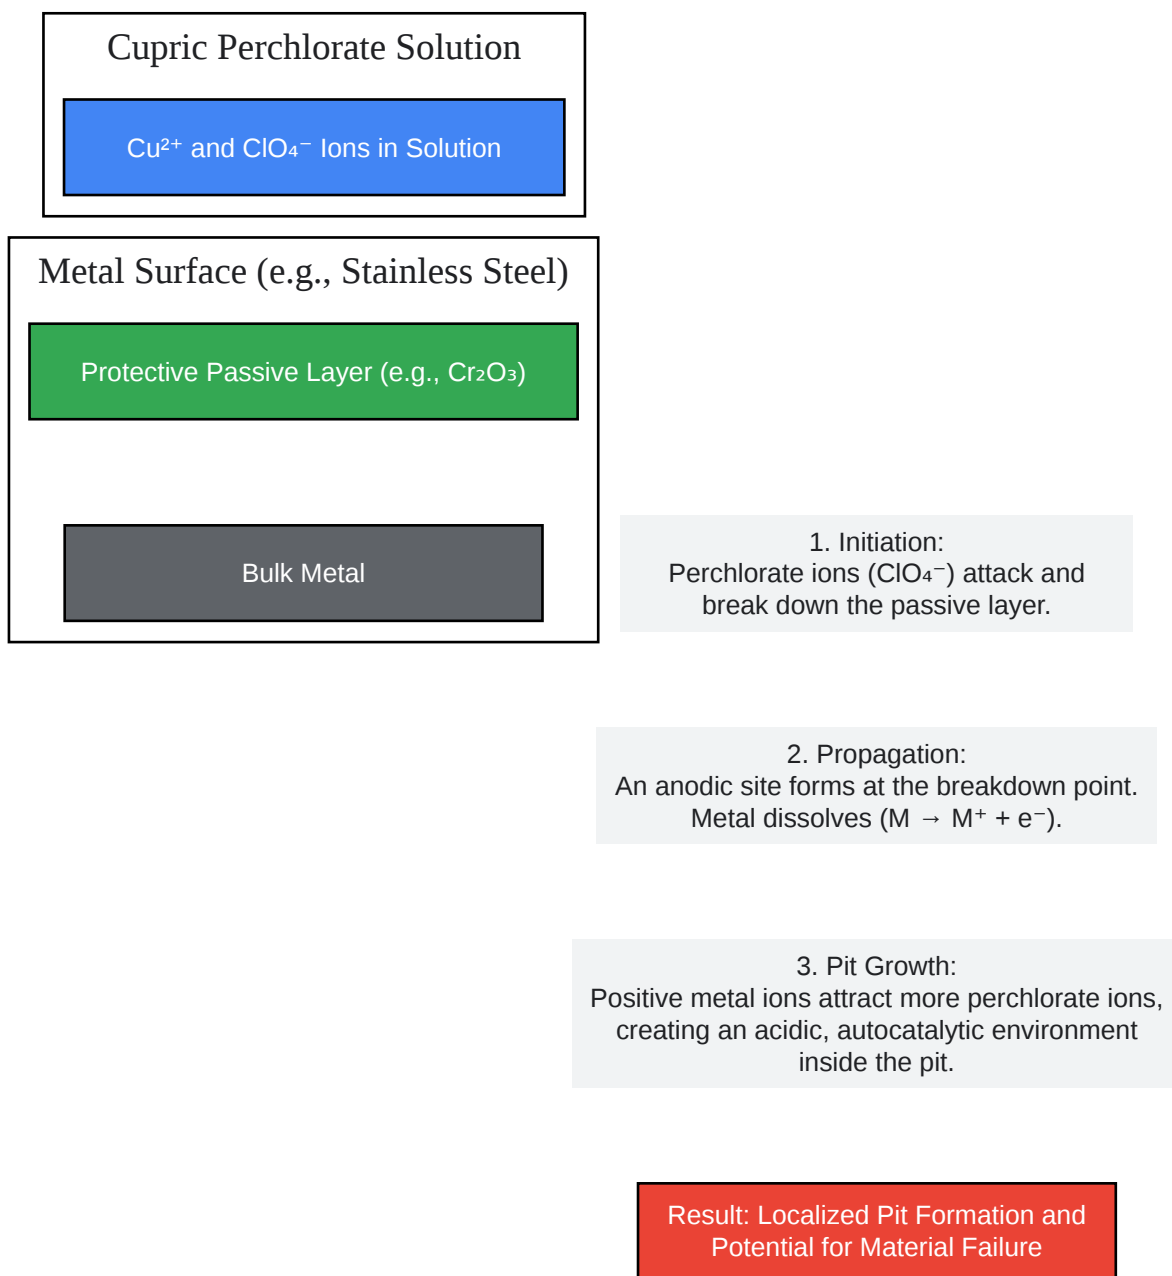 Cupric Perchlorate Solution
Cu²⁺ and ClO₄⁻ Ions in Solution
Metal Surface (e.g., Stainless Steel)
Protective Passive Layer (e.g., Cr₂O₃)
Bulk Metal
1. Initiation:
Perchlorate ions (ClO₄⁻) attack and
break down the passive layer.
2. Propagation:
An anodic site forms at the breakdown point.
Metal dissolves (M → M⁺ + e⁻).
3. Pit Growth:
Positive metal ions attract more perchlorate ions,
creating an acidic, autocatalytic environment
inside the pit.
Result: Localized Pit Formation and
Potential for Material Failure